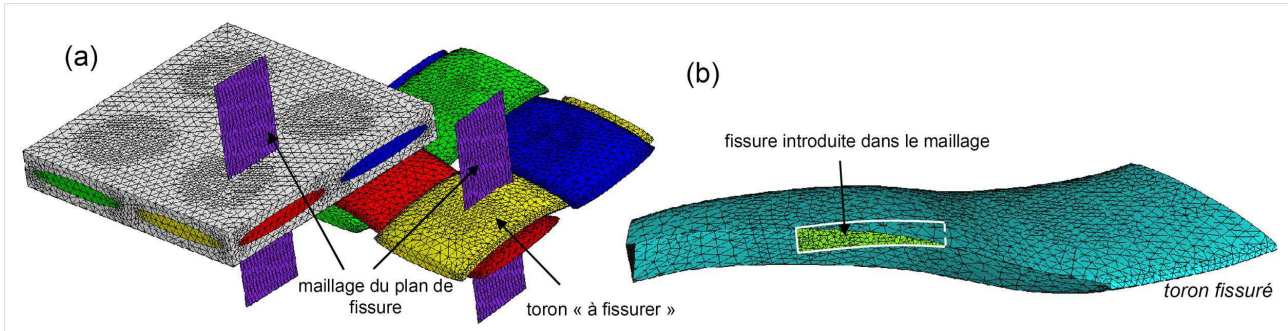 (a)
(b)
fissure introduite dans le maillage
maillage du plan de
fissure
toron « à fissurer »
toron fissuré